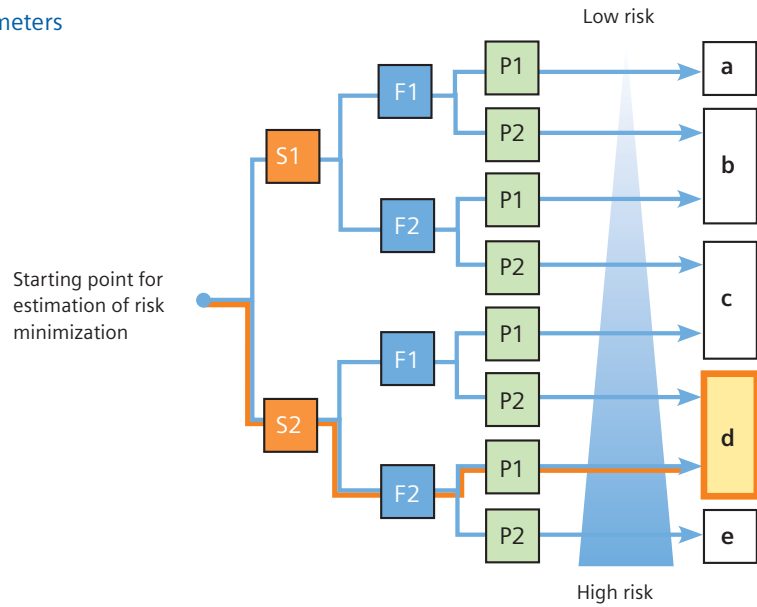 meters
Low risk
P1
a
F1
P2
S1
b
P1
F2
P2
Starting point for
estimation of risk
minimization
c
P1
F1
P2
S2
d
P1
F2
P2
e
High risk